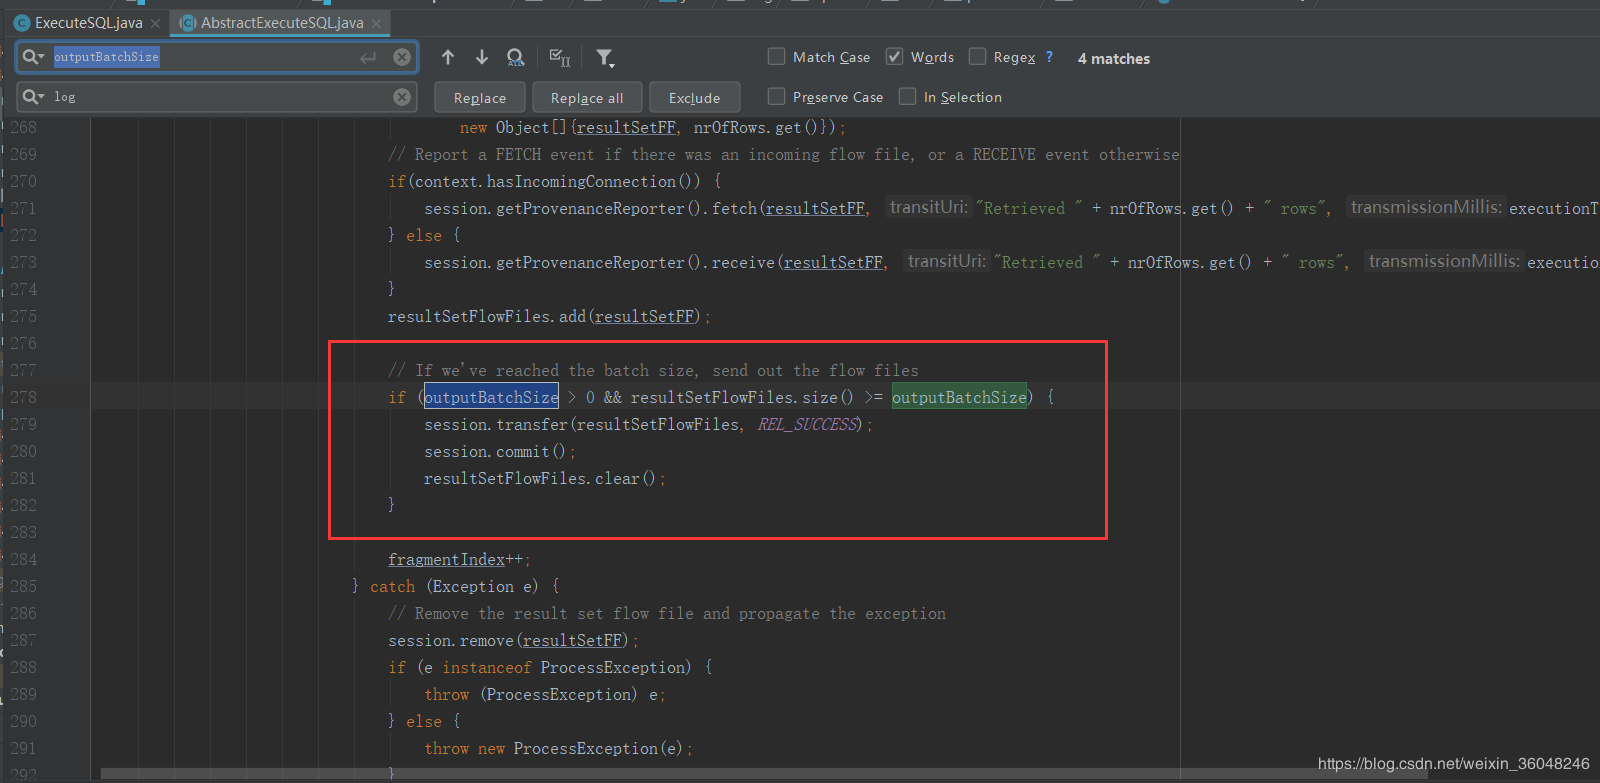 ExecuteSQL.java
AbstractExecuteSQL.java
outputBatchSize
Match Case
Words
Regex
?
4 matches
log
Replace
Replace all
Exclude
Preserve Case
In Selection
268 new Object[]{resultSetFF, nrOfRows.get()});
269 // Report a FETCH event if there was an incoming flow file, or a RECEIVE event otherwise
270 if(context.hasIncomingConnection()) {
271 session.getProvenanceReporter().fetch(resultSetFF, transitUri: "Retrieved " + nrOfRows.get() + " rows", transmissionMillis: executionT
272 } else {
273 session.getProvenanceReporter().receive(resultSetFF, transitUri: "Retrieved " + nrOfRows.get() + " rows", transmissionMillis: executio
274 }
275 resultSetFlowFiles.add(resultSetFF);
276
277 // If we've reached the batch size, send out the flow files
278 if (outputBatchSize > 0 && resultSetFlowFiles.size() >= outputBatchSize) {
279 session.transfer(resultSetFlowFiles, REL_SUCCESS);
280 session.commit();
281 resultSetFlowFiles.clear();
282 }
283
284 fragmentIndex++;
285 } catch (Exception e) {
286 // Remove the result set flow file and propagate the exception
287 session.remove(resultSetFF);
288 if (e instanceof ProcessException) {
289 throw (ProcessException) e;
290 } else {
291 throw new ProcessException(e);
292 }
https://blog.csdn.net/weixin_36048246